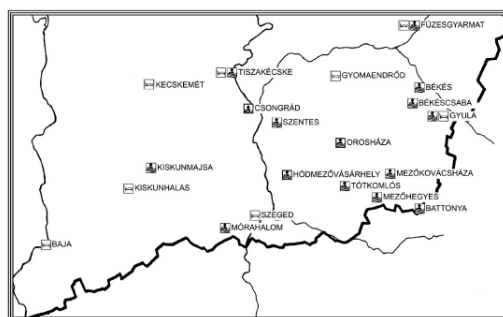 FÜZESGYARMAT
TISZAKÉCSKE
GYOMAENDRŐD
KECSKEMÉT
BÉKÉS
BÉKÉSCSABA
CSONGRÁD
GYULA
SZENTES
OROSHÁZA
KISKUNMAJSA
HÓDMEZŐVÁSÁRHELY
MEZŐKOVÁCSHÁZA
KISKUNHALAS
TÓTKOMLÓS
MEZŐHEGYES
BATTONYA
SZEGED
MÓRAHALOM
BAJA